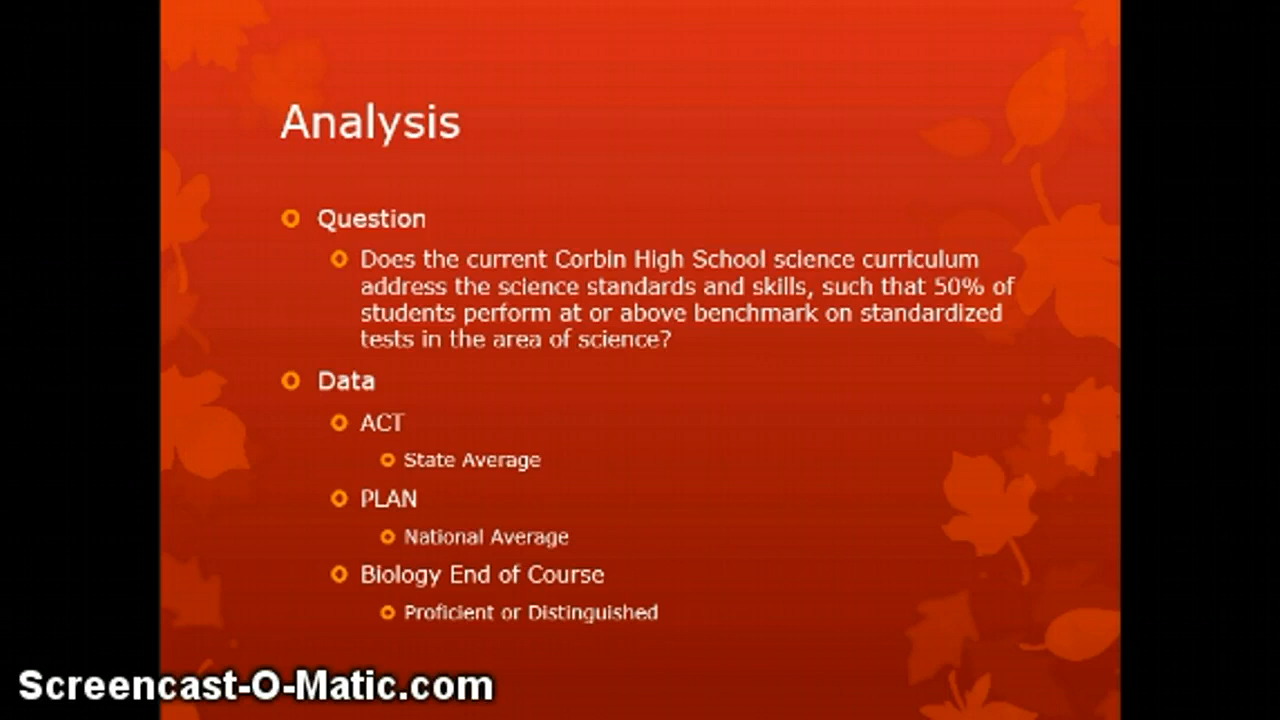 Analysis
Question
Does the current Corbin High School science curriculum
address the science standards and skills, such that 50% of
students perform at or above benchmark on standardized
tests in the area of science?
Data
ACT
State Average
PLAN
National Average
Biology End of Course
Proficient or Distinguished
Screencast-O-Matic.com